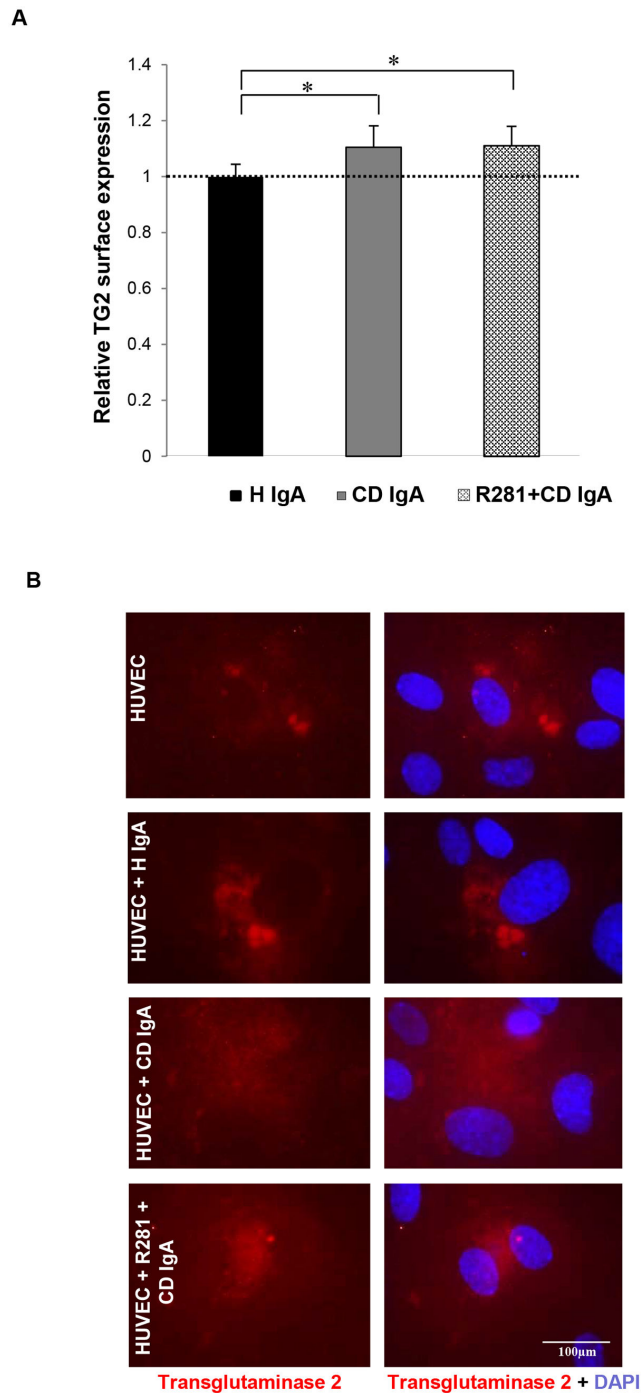 A
Relative TG2 surface expression
1.4
1.2
1
0.8
0.6
0.4
0.2
0
*
*
H IgA CD IgA R281+CD IgA
B
HUVEC
HUVEC + H IgA
HUVEC + CD IgA
HUVEC + R281 +
CD IgA
100µm
Transglutaminase 2 Transglutaminase 2 + DAPI